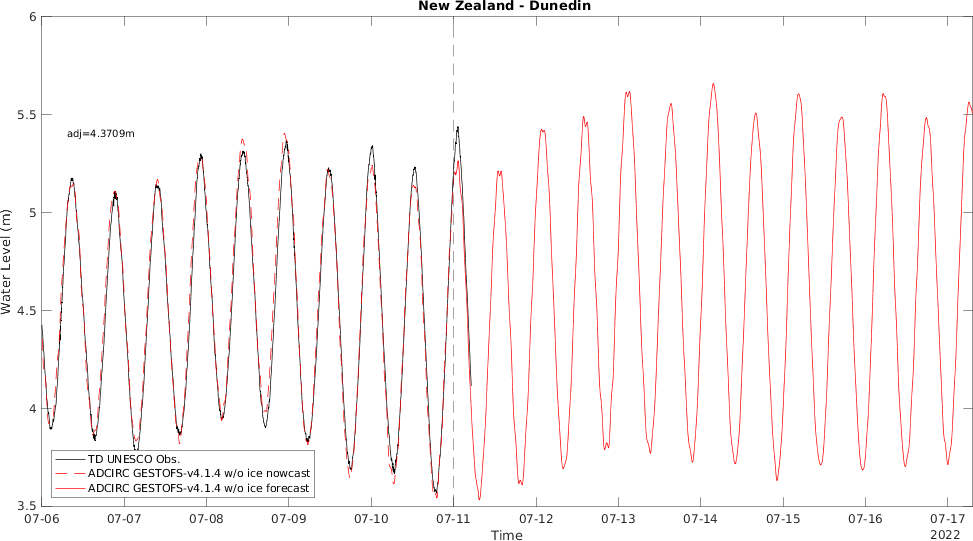 New Zealand - Dunedin
6
5.5
adj=4.3709m
5
Water Level (m)
4.5
4
TD UNESCO Obs.
ADCIRC GESTOFS-v4.1.4 w/o ice nowcast
ADCIRC GESTOFS-v4.1.4 w/o ice forecast
3.5
07-06 07-07 07-08 07-09 07-10 07-11 07-12 07-13 07-14 07-15 07-16 07-17
Time
2022